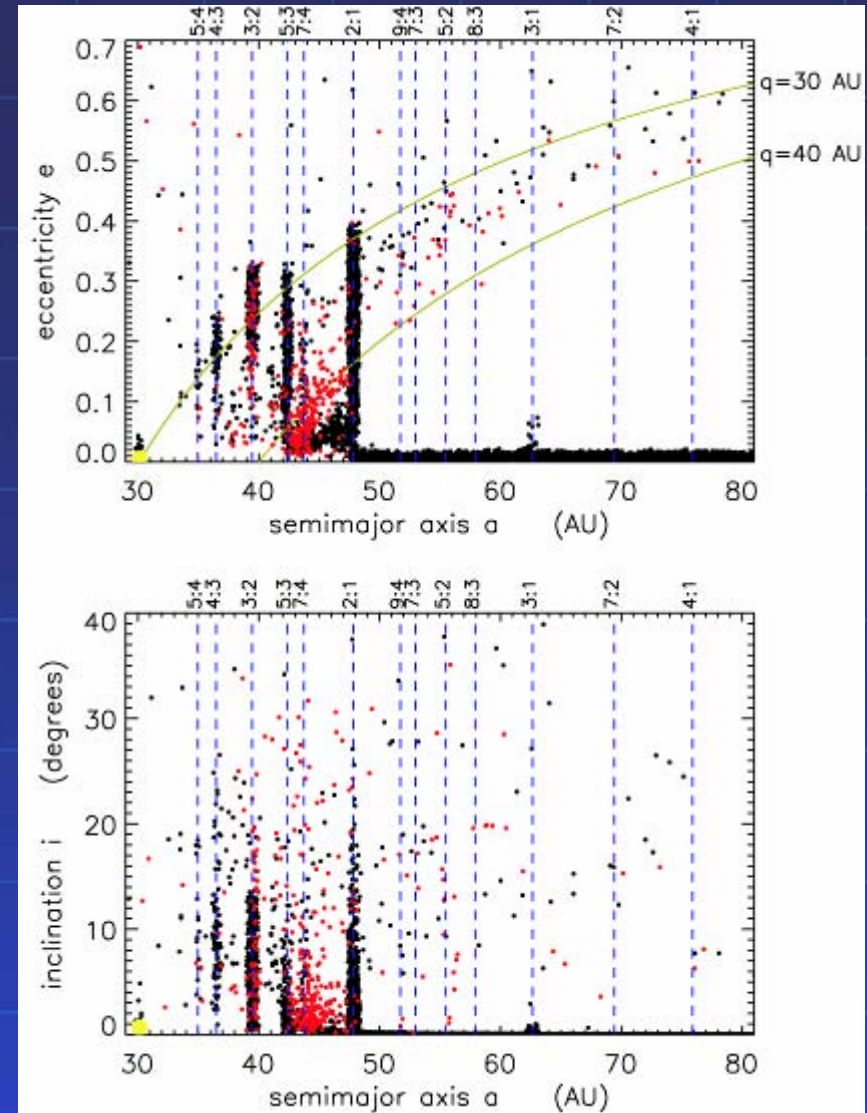 5:4 4:3 3:2 5:3 7:4 2:1 9:4 7:3 5:2 8:3 3:1 7:2 4:1
0.7
0.6
0.5
0.4
0.3
0.2
0.1
0.0
eccentricity e
q=30 AU
q=40 AU
30 40 50 60 70 80
semimajor axis a (AU)
5:4 4:3 3:2 5:3 7:4 2:1 9:4 7:3 5:2 8:3 3:1 7:2 4:1
40
30
20
10
0
inclination i (degrees)
30 40 50 60 70 80
semimajor axis a (AU)